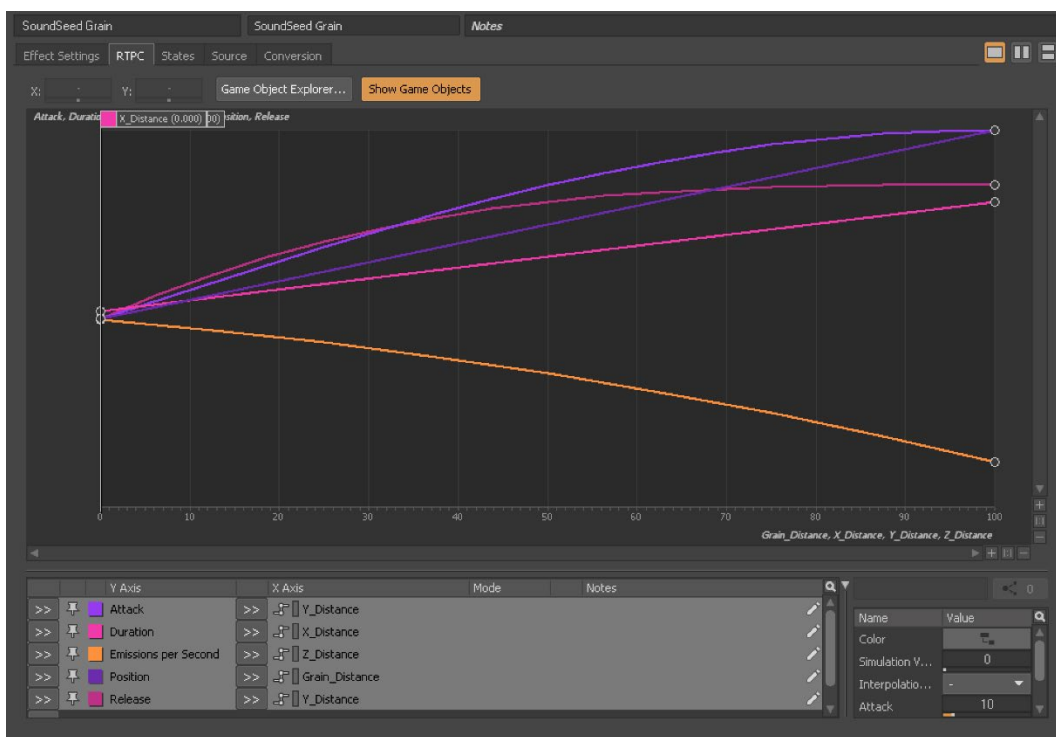 SoundSeed Grain SoundSeed Grain Notes
Effect Settings RTPC States Source Conversion
X: - Y: - Game Object Explorer... Show Game Objects
Attack, Duratio X_Distance (0.000) 00) sition, Release
0 10 20 30 40 50 60 70 80 90 100
Grain_Distance, X_Distance, Y_Distance, Z_Distance
Y Axis X Axis Mode Notes
>> Attack >> Y_Distance
>> Duration >> X_Distance
>> Emissions per Second >> Z_Distance
>> Position >> Grain_Distance
>> Release >> Y_Distance
0
Name Value
Color
Simulation V... 0
Interpolatio... -
Attack 10